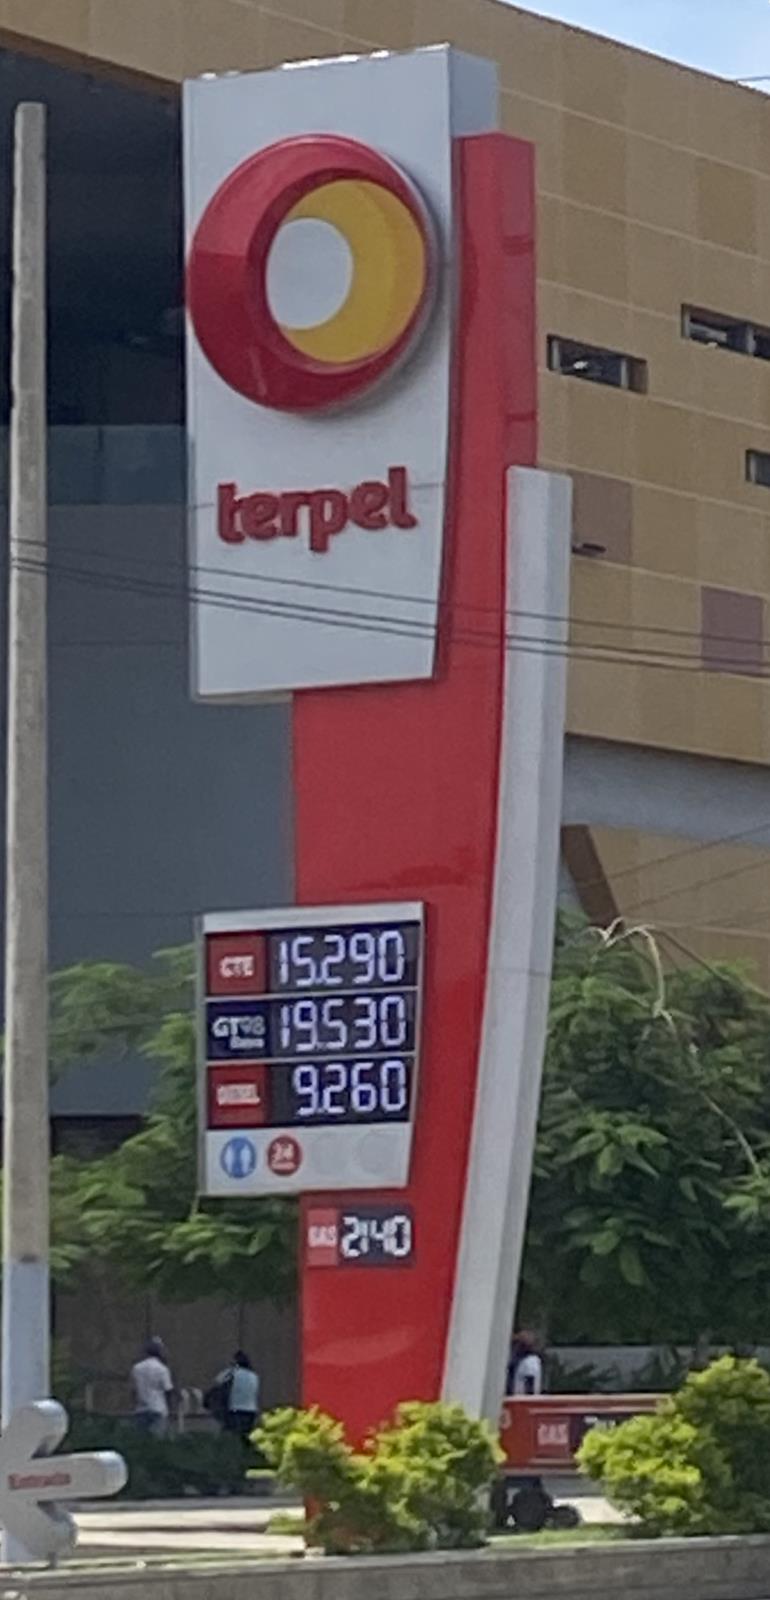 terpel
CTE 15.290
GT98 19.530
DIESEL 9.260
24
GAS 2140
GAS
Entrada